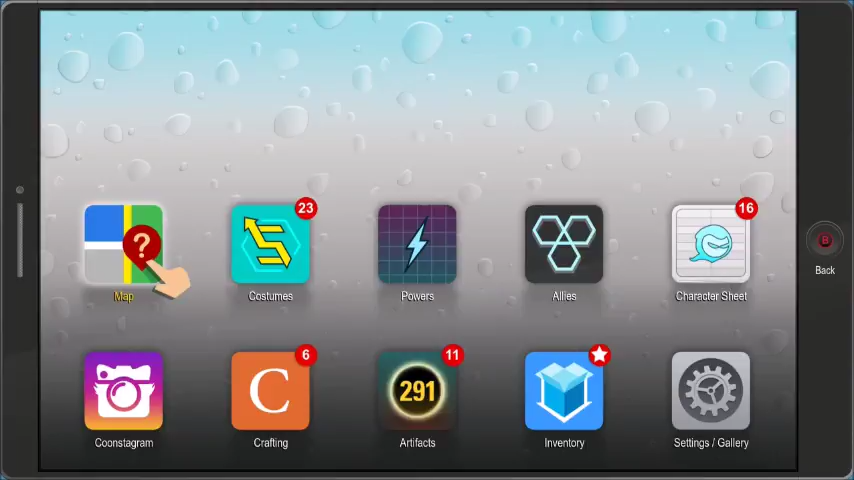 23
16
?
Map
Costumes
Powers
Allies
Character Sheet
B
Back
6
11
C
291
Coonstagram
Crafting
Artifacts
Inventory
Settings / Gallery